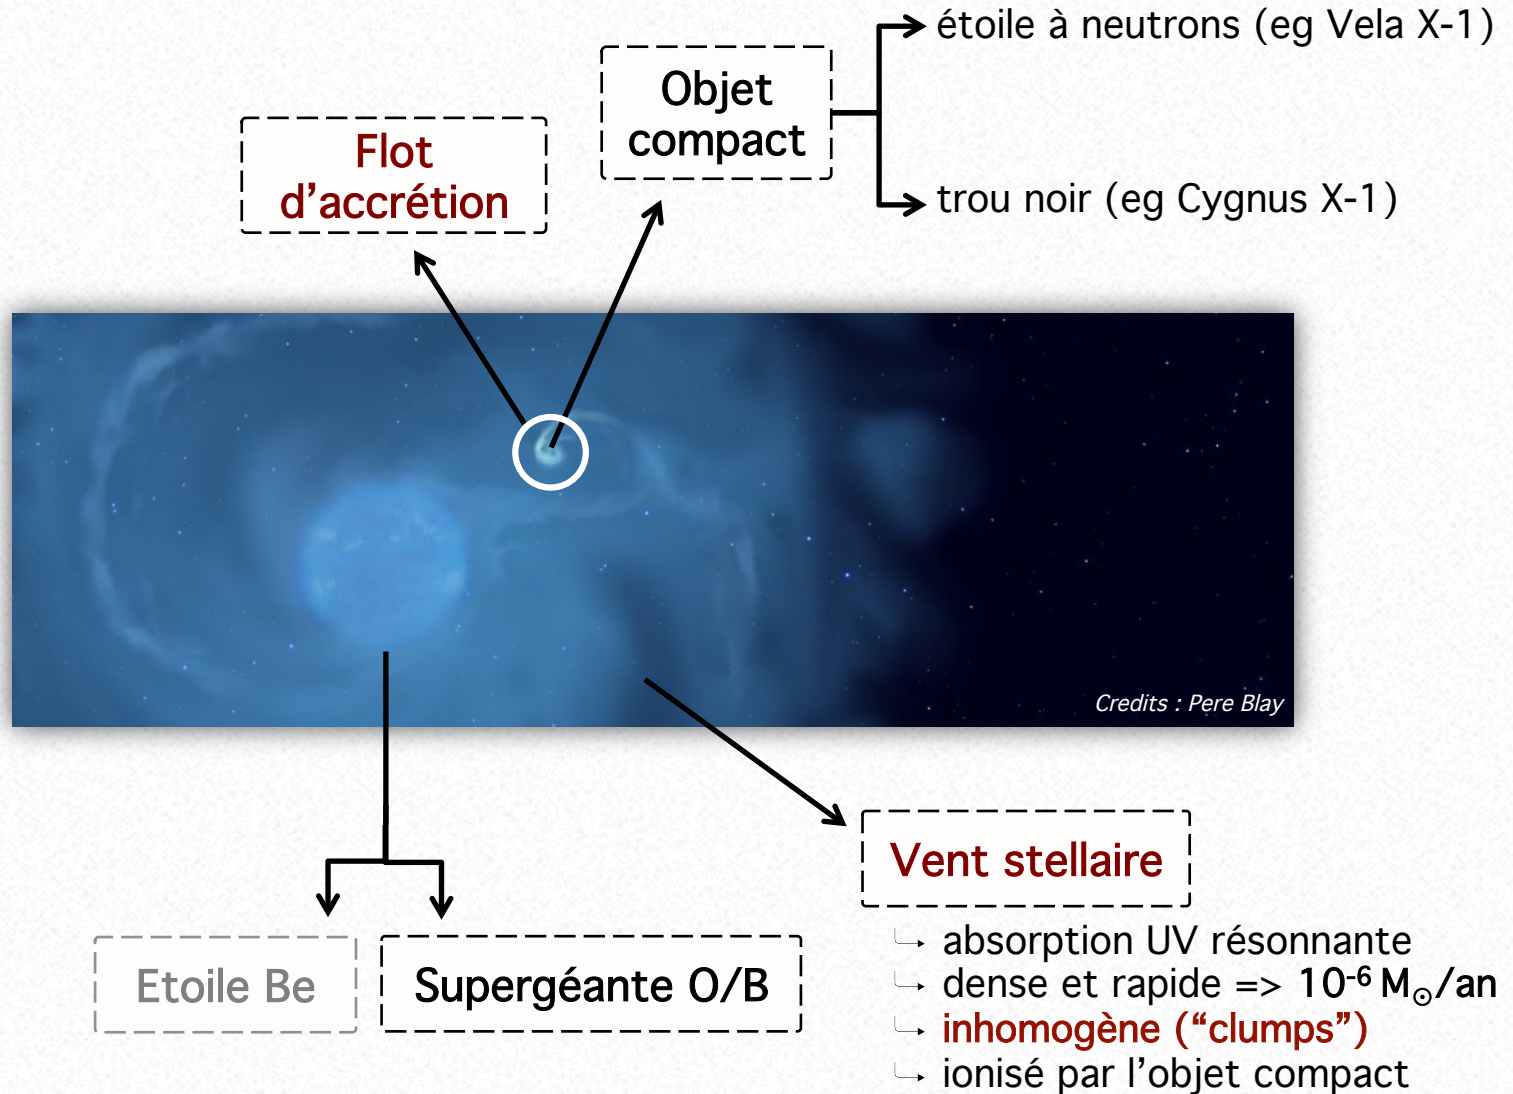 étoile à neutrons (eg Vela X-1)
Objet
compact
Flot
d’accrétion
trou noir (eg Cygnus X-1)
Credits : Pere Blay
Vent stellaire
Etoile Be
Supergéante O/B
absorption UV résonnante
dense et rapide => 10⁻⁶ M☉/an
inhomogène (“clumps”)
ionisé par l’objet compact